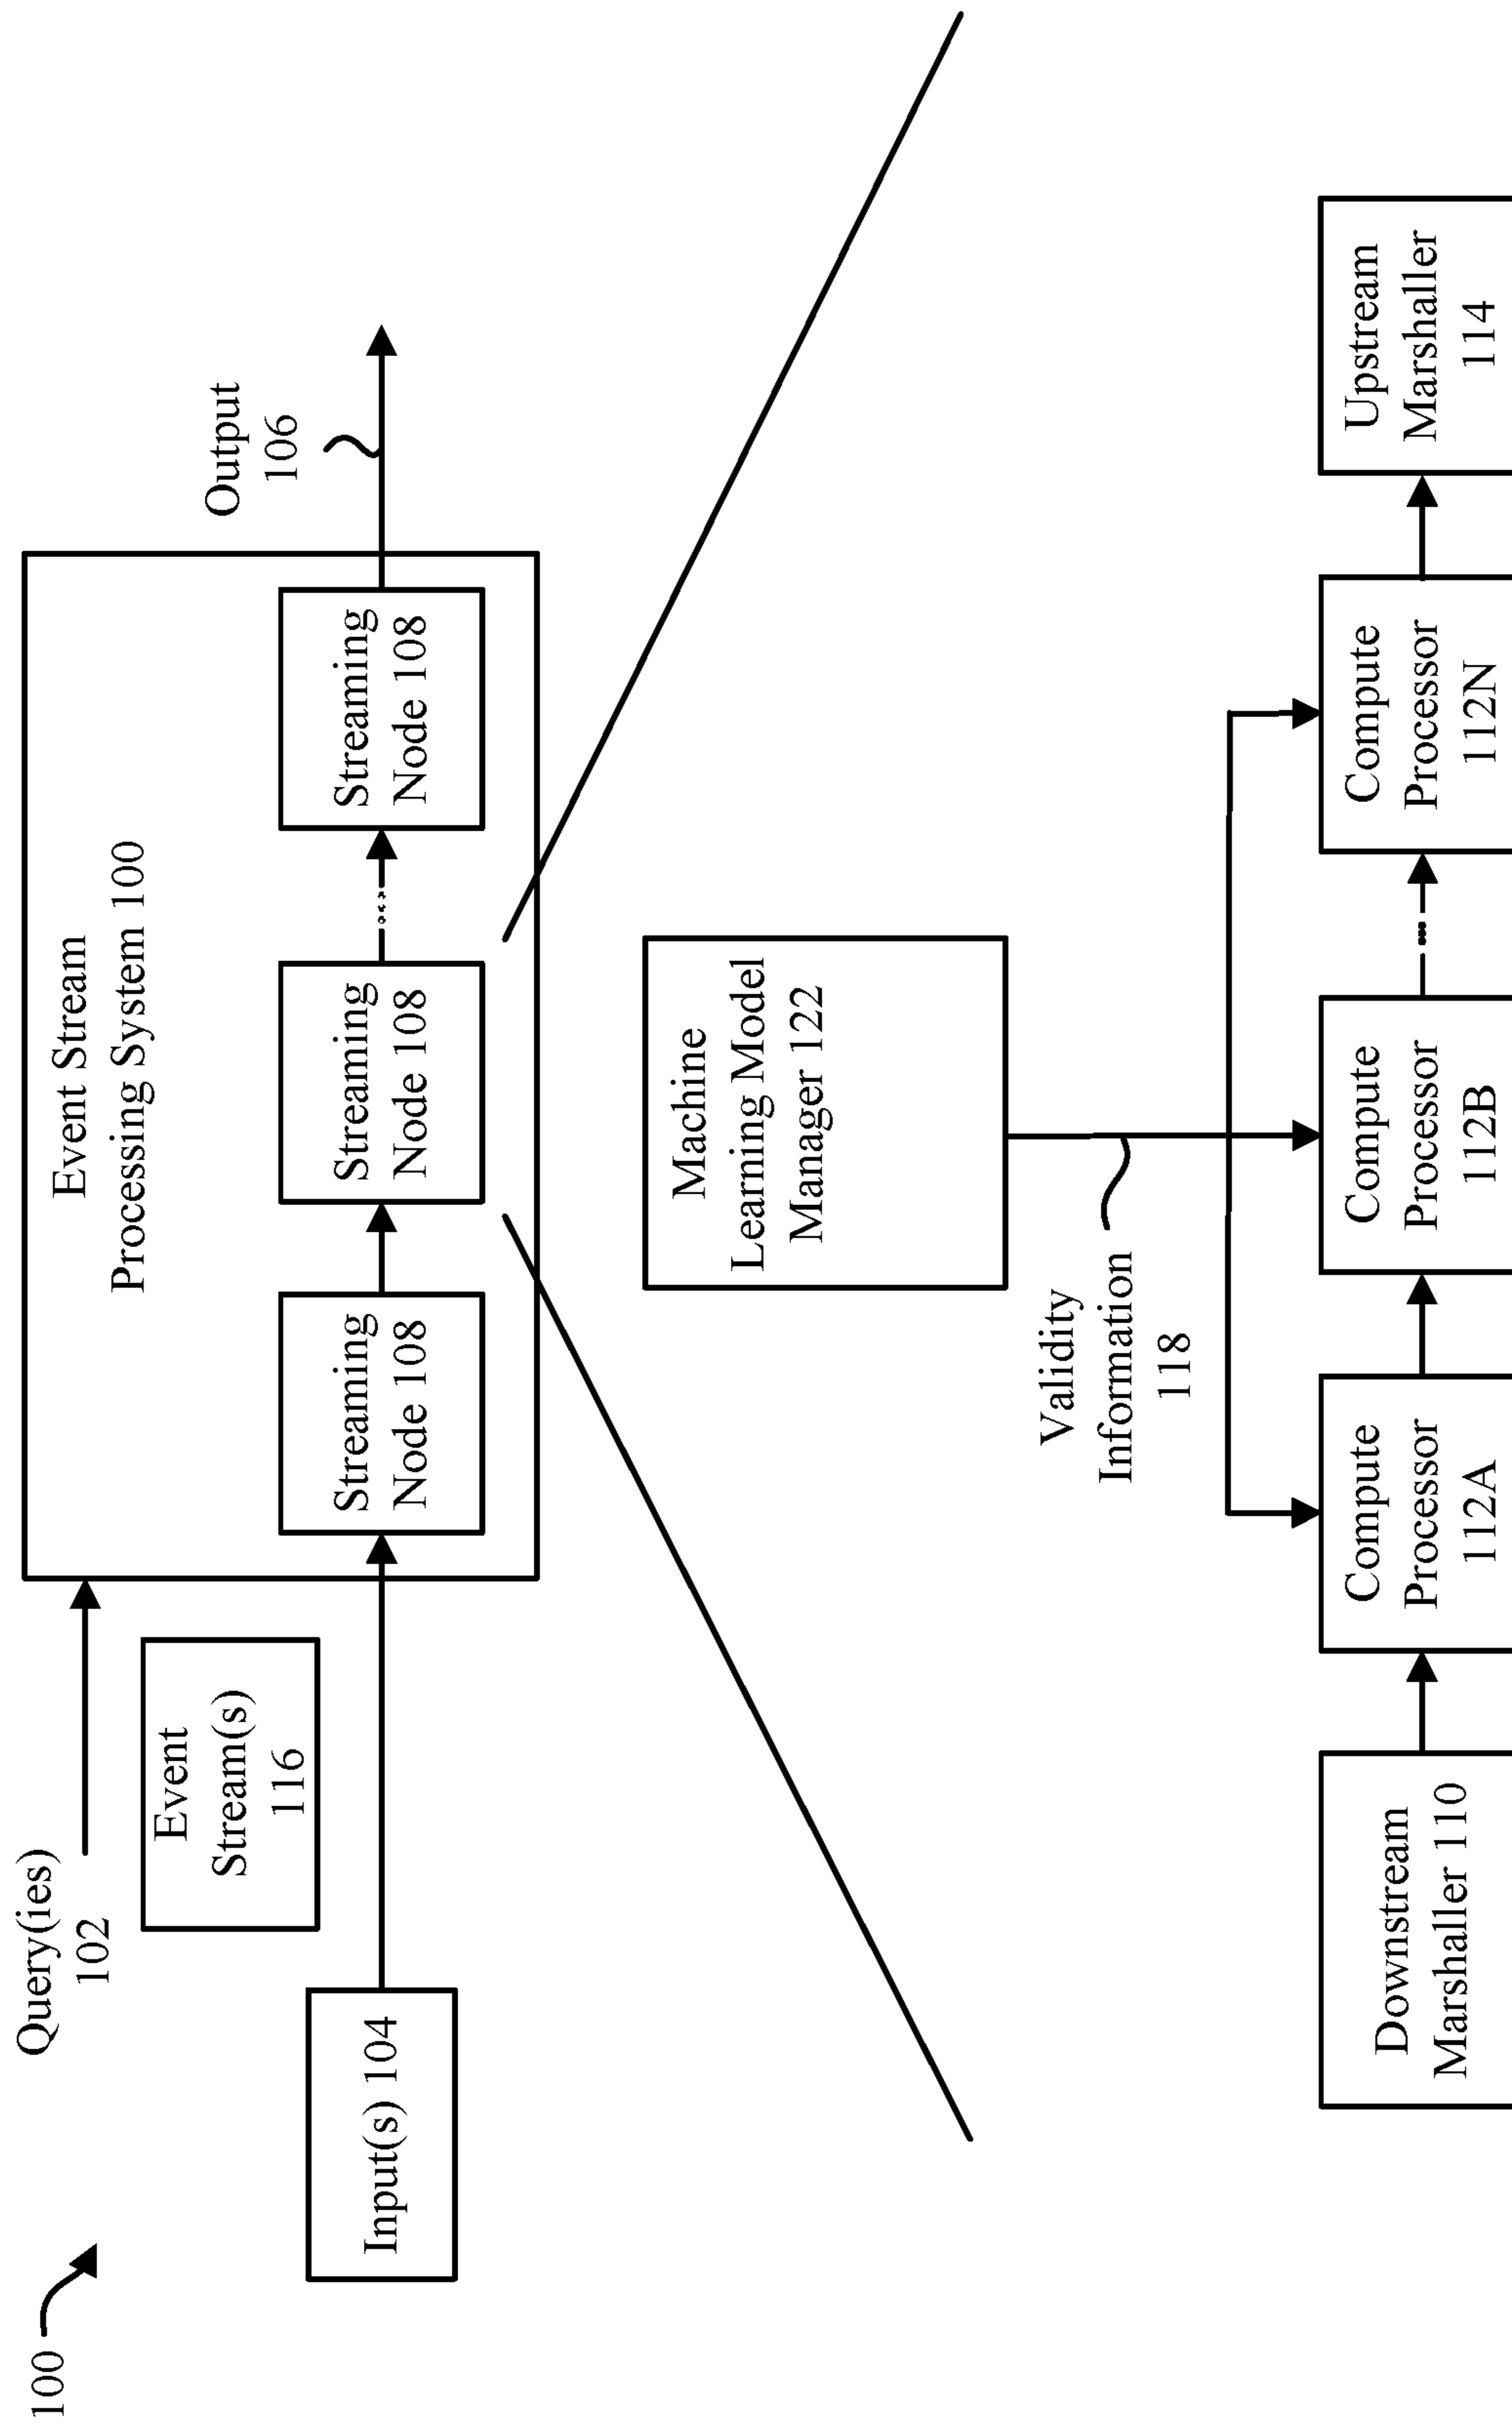 100
Query(ies)
102
Event Stream
Processing System 100
Event
Stream(s)
116
Input(s) 104
Streaming
Node 108
Streaming
Node 108
...
Streaming
Node 108
Output
106
Machine
Learning Model
Manager 122
Validity
Information
118
Downstream
Marshaller 110
Compute
Processor
112A
Compute
Processor
112B
...
Compute
Processor
112N
Upstream
Marshaller
114